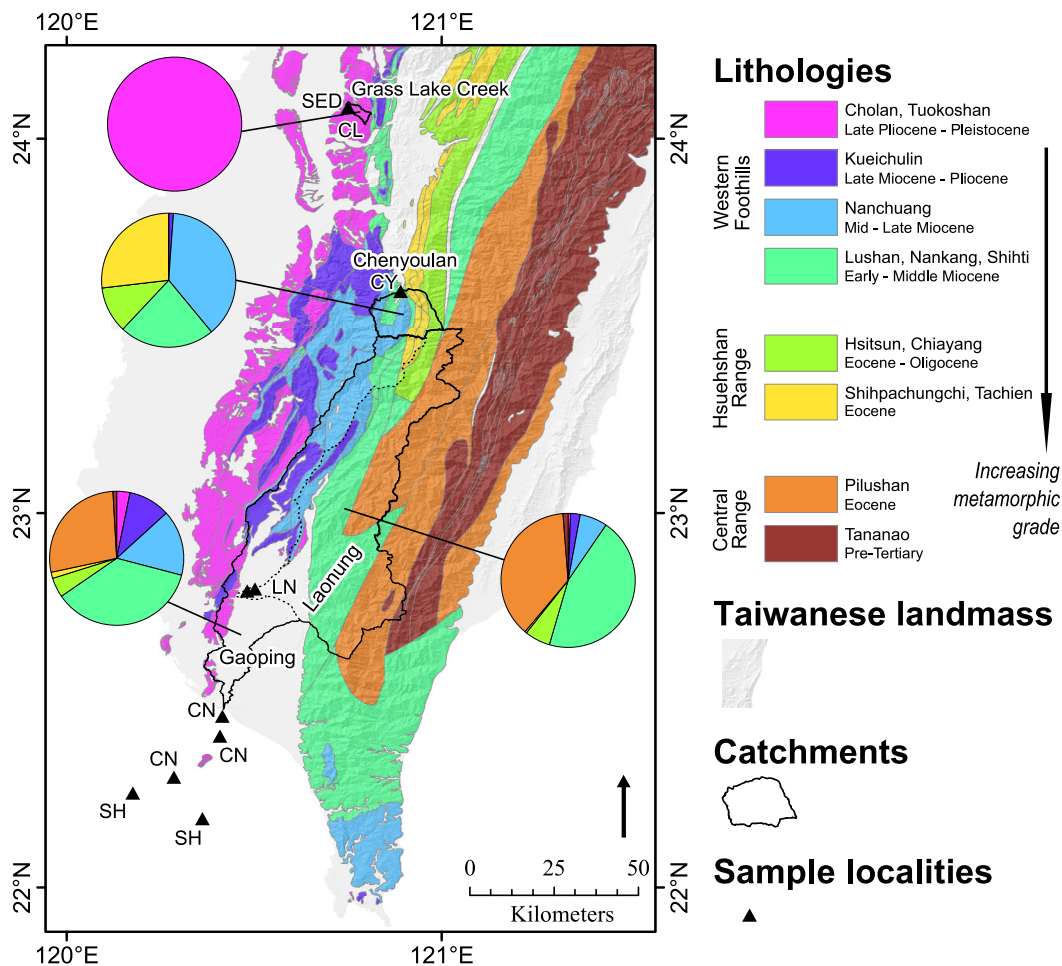 120°E
121°E
24°N
23°N
22°N
24°N
23°N
22°N
120°E
121°E
Grass Lake Creek
SED
CL
Chenyoulan
CY
LN
Laonung
Gaoping
CN
CN
CN
SH
SH
0
50
Kilometers
Lithologies
Western
Foothills
Cholan, Tuokoshan
Late Pliocene - Pleistocene
Kueichulin
Late Miocene - Pliocene
Nanchuang
Mid - Late Miocene
Lushan, Nankang, Shihti
Early - Middle Miocene
Hsuehshan
Range
Hsitsun, Chiayang
Eocene - Oligocene
Shihpachungchi, Tachien
Eocene
Central
Range
Pilushan
Eocene
Tananao
Pre-Tertiary
Increasing
metamorphic
grade
Taiwanese landmass
Catchments
Sample localities